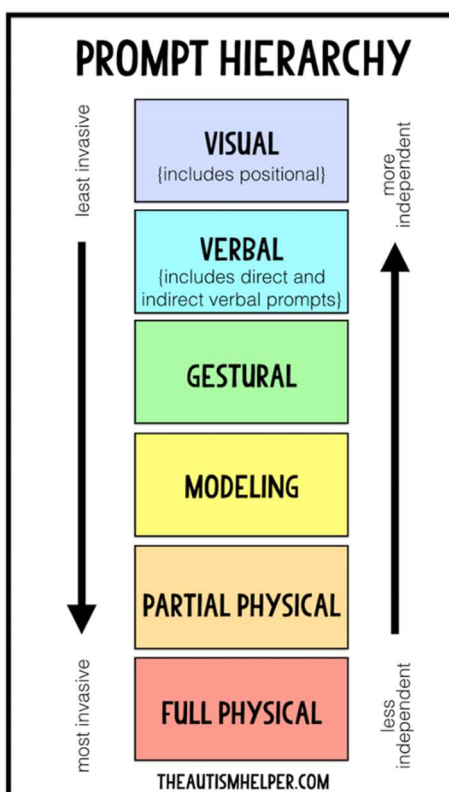 PROMPT HIERARCHY
least invasive
more
independent
VISUAL
{includes positional}
VERBAL
{includes direct and
indirect verbal prompts}
GESTURAL
MODELING
PARTIAL PHYSICAL
FULL PHYSICAL
most invasive
less
independent
THEAUTISMHELPER.COM